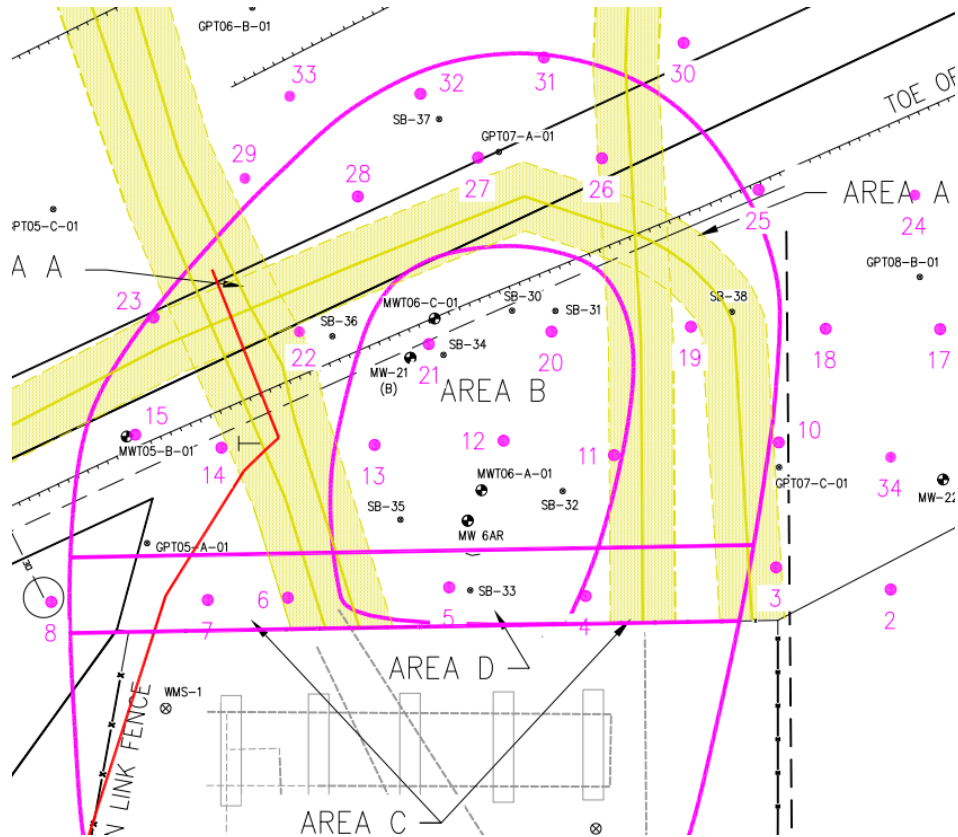 GPT06-B-01
30
31
32
33
TOE OF
SB-37
GPT07-A-01
29
28
27
26
25
AREA A
24
PT05-C-01
A A
GPT08-B-01
23
MWT06-C-01
SB-30
SB-31
SB-38
SB-36
22
21
SB-34
20
19
18
17
MW-21
(B)
AREA B
15
MWT05-B-01
14
13
12
11
10
34
MWT06-A-01
GPT07-C-01
MW-22
SB-35
SB-32
MW 6AR
GPT05-A-01
30
8
7
6
5
SB-33
4
3
2
AREA D
WMS-1
N LINK FENCE
AREA C